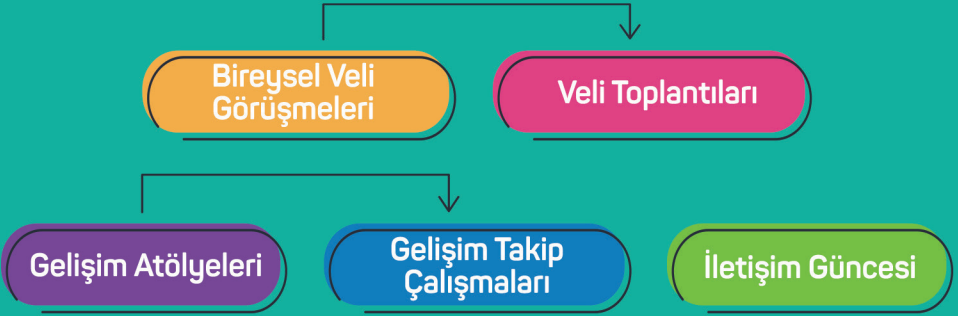 Bireysel Veli
Görüşmeleri
Veli Toplantıları
Gelişim Atölyeleri
Gelişim Takip
Çalışmaları
İletişim Güncesi